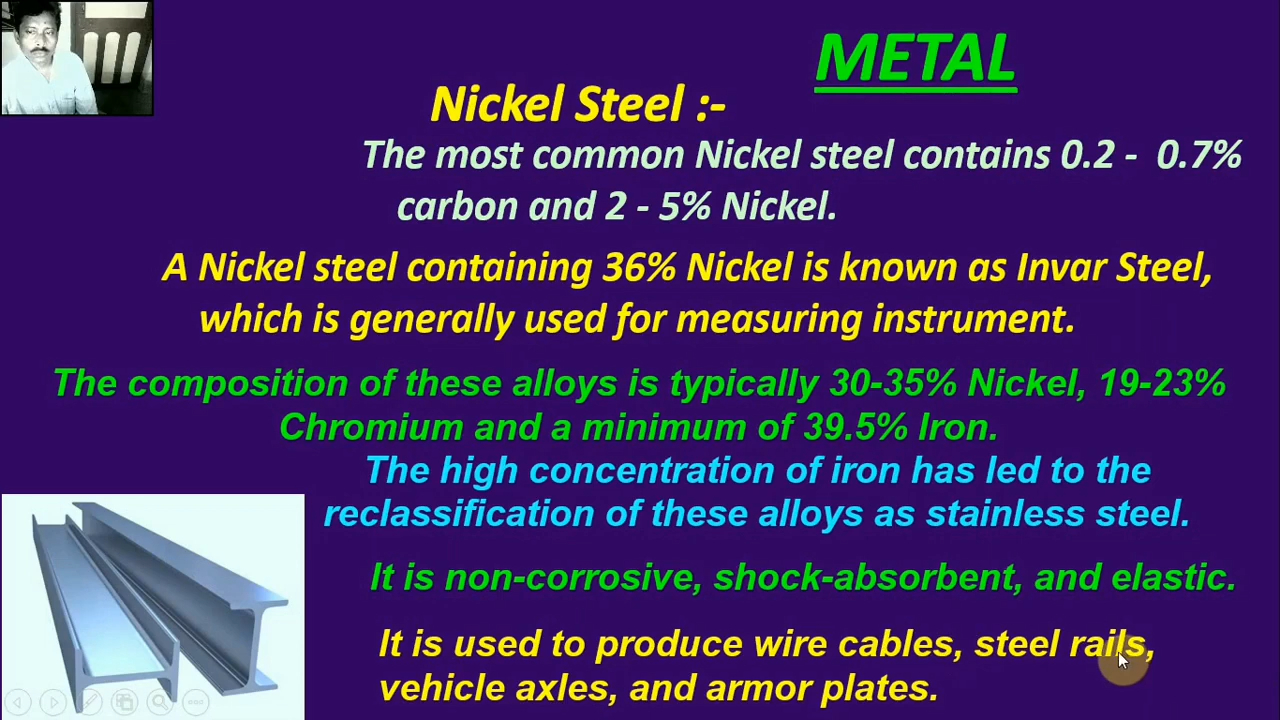 METAL
Nickel Steel :-
The most common Nickel steel contains 0.2 - 0.7%
carbon and 2 - 5% Nickel.
A Nickel steel containing 36% Nickel is known as Invar Steel,
which is generally used for measuring instrument.
The composition of these alloys is typically 30-35% Nickel, 19-23%
Chromium and a minimum of 39.5% Iron.
The high concentration of iron has led to the
reclassification of these alloys as stainless steel.
It is non-corrosive, shock-absorbent, and elastic.
It is used to produce wire cables, steel rails,
vehicle axles, and armor plates.